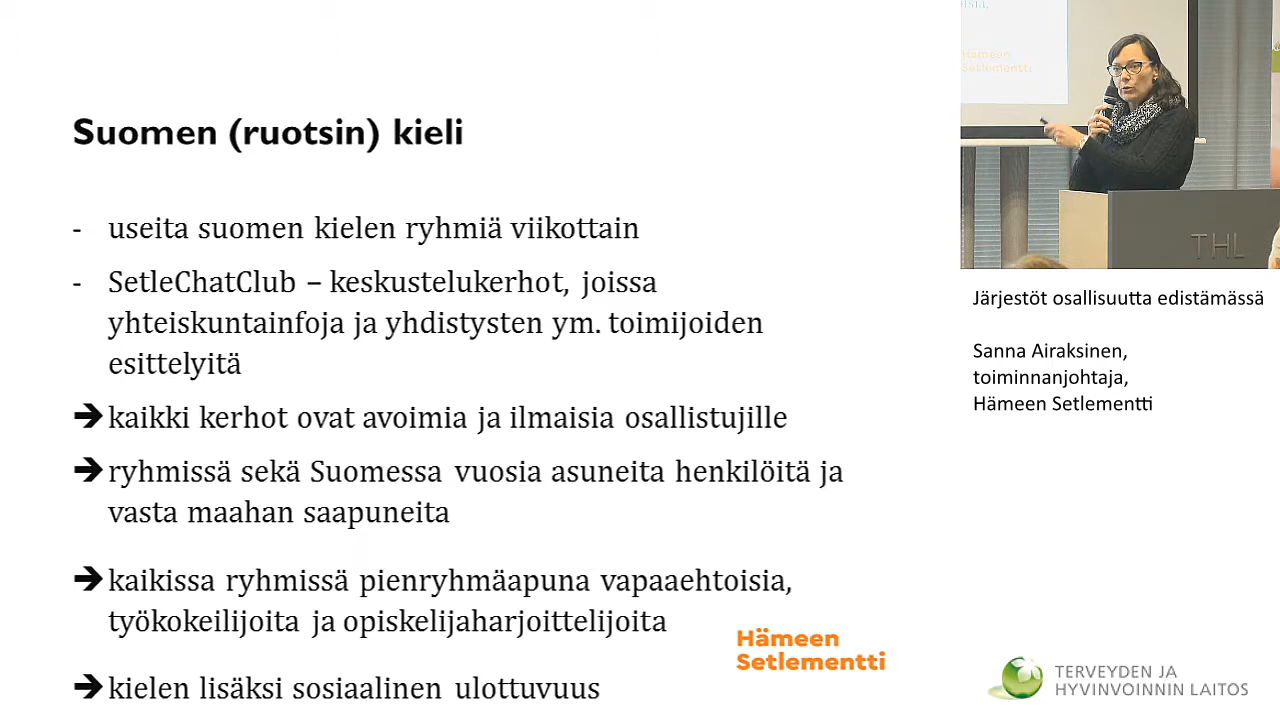 Suomen (ruotsin) kieli
- useita suomen kielen ryhmiä viikottain
- SetleChatClub – keskustelukerhot, joissa
yhteiskuntainfoja ja yhdistysten ym. toimijoiden
esittelyitä
➔ kaikki kerhot ovat avoimia ja ilmaisia osallistujille
➔ ryhmissä sekä Suomessa vuosia asuneita henkilöitä ja
vasta maahan saapuneita
➔ kaikissa ryhmissä pienryhmäapuna vapaaehtoisia,
työkokeilijoita ja opiskelijaharjoittelijoita
➔ kielen lisäksi sosiaalinen ulottuvuus
Hämeen
Setlementti
Hämeen
Setlementti
THL
Järjestöt osallisuutta edistämässä
Sanna Airaksinen,
toiminnanjohtaja,
Hämeen Setlementti
TERVEYDEN JA
HYVINVOINNIN LAITOS